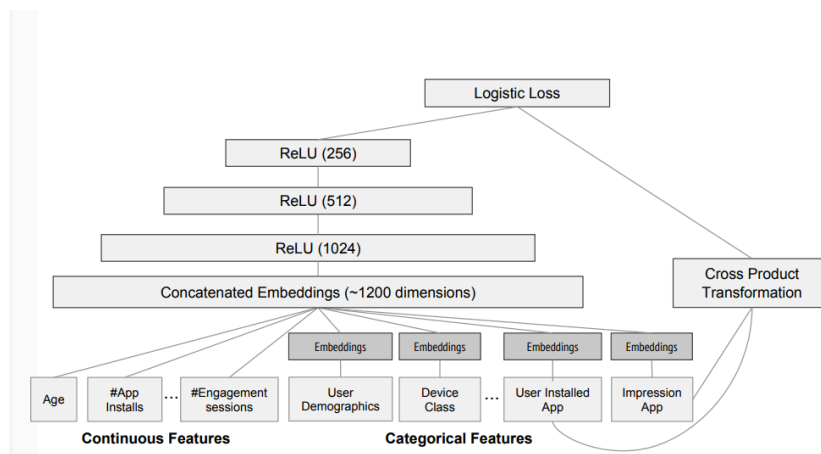 Logistic Loss
ReLU (256)
ReLU (512)
ReLU (1024)
Concatenated Embeddings (~1200 dimensions)
Cross Product
Transformation
Embeddings
Embeddings
Embeddings
Embeddings
Age
#App
Installs
...
#Engagement
sessions
User
Demographics
Device
Class
...
User Installed
App
Impression
App
Continuous Features
Categorical Features